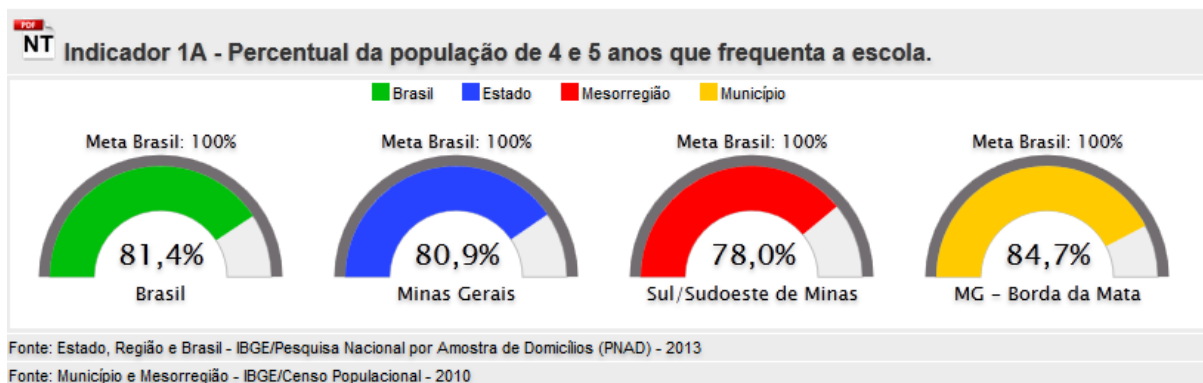 PDF
NT
Indicador 1A - Percentual da população de 4 e 5 anos que frequenta a escola.
Brasil Estado Mesorregião Município
Meta Brasil: 100% Meta Brasil: 100% Meta Brasil: 100% Meta Brasil: 100%
81,4% 80,9% 78,0% 84,7%
Brasil Minas Gerais Sul/Sudoeste de Minas MG - Borda da Mata
Fonte: Estado, Região e Brasil - IBGE/Pesquisa Nacional por Amostra de Domicílios (PNAD) - 2013
Fonte: Município e Mesorregião - IBGE/Censo Populacional - 2010